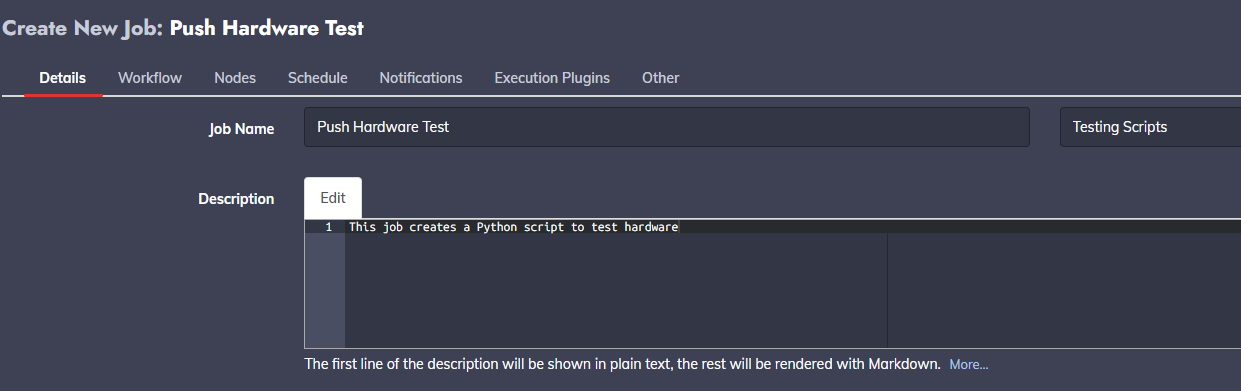 Create New Job: Push Hardware Test
Details Workflow Nodes Schedule Notifications Execution Plugins Other
Job Name Push Hardware Test Testing Scripts
Description Edit
1 This job creates a Python script to test hardware
The first line of the description will be shown in plain text, the rest will be rendered with Markdown. More...